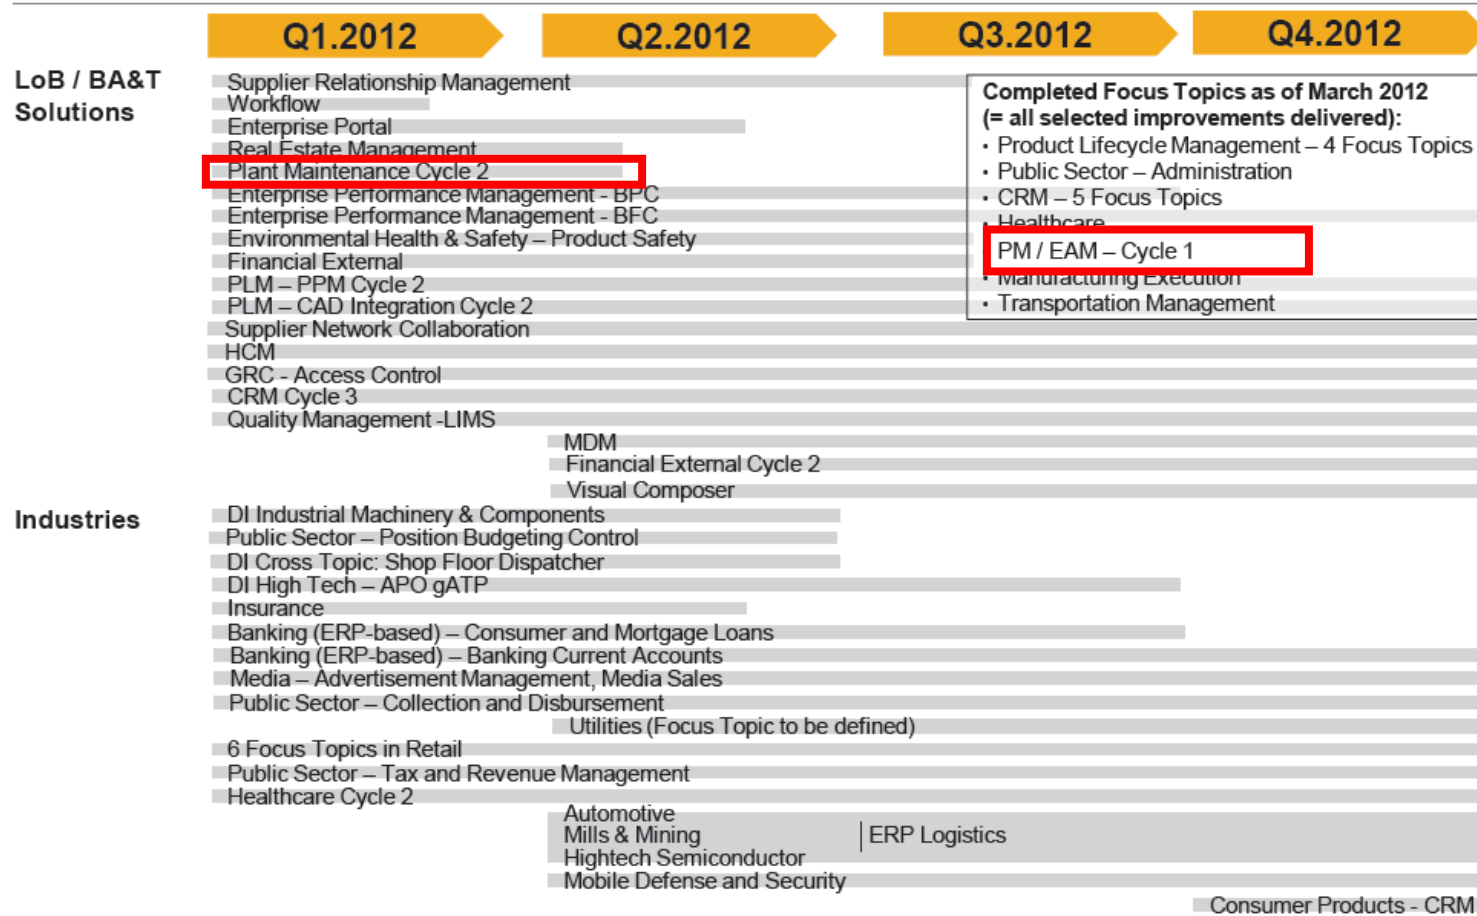 Q1.2012
Q2.2012
Q3.2012
Q4.2012
LoB / BA&T
Solutions
Supplier Relationship Management
Workflow
Enterprise Portal
Real Estate Management
Plant Maintenance Cycle 2
Enterprise Performance Management - BPC
Enterprise Performance Management - BFC
Environmental Health & Safety – Product Safety
Financial External
PLM – PPM Cycle 2
PLM – CAD Integration Cycle 2
Supplier Network Collaboration
HCM
GRC - Access Control
CRM Cycle 3
Quality Management -LIMS
MDM
Financial External Cycle 2
Visual Composer
Completed Focus Topics as of March 2012
(= all selected improvements delivered):
• Product Lifecycle Management – 4 Focus Topics
• Public Sector – Administration
• CRM – 5 Focus Topics
• Healthcare
PM / EAM – Cycle 1
• Manufacturing Execution
• Transportation Management
Industries
DI Industrial Machinery & Components
Public Sector – Position Budgeting Control
DI Cross Topic: Shop Floor Dispatcher
DI High Tech – APO gATP
Insurance
Banking (ERP-based) – Consumer and Mortgage Loans
Banking (ERP-based) – Banking Current Accounts
Media – Advertisement Management, Media Sales
Public Sector – Collection and Disbursement
Utilities (Focus Topic to be defined)
6 Focus Topics in Retail
Public Sector – Tax and Revenue Management
Healthcare Cycle 2
Automotive
Mills & Mining
ERP Logistics
Hightech Semiconductor
Mobile Defense and Security
Consumer Products - CRM